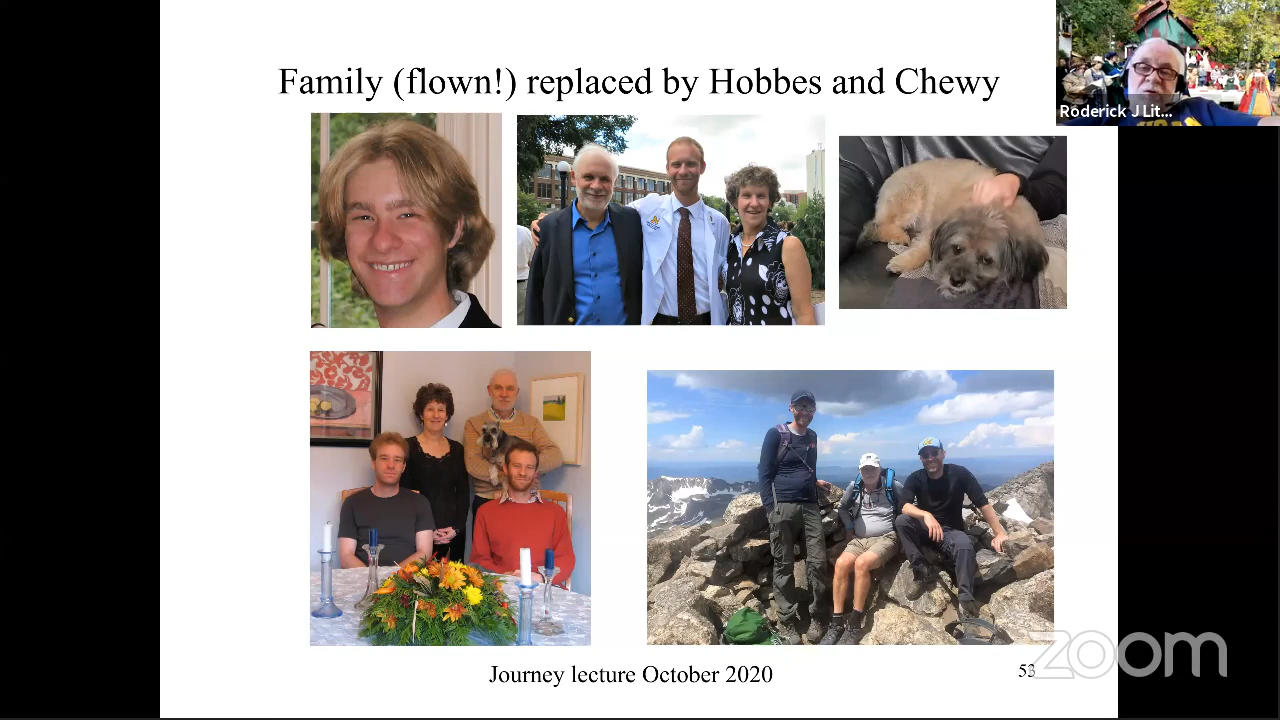 Family (flown!) replaced by Hobbes and Chewy
Roderick J Lit...
Journey lecture October 2020
53
zoom